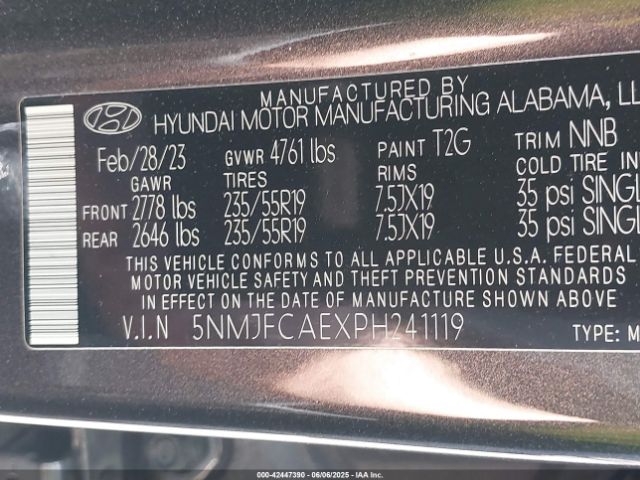 MANUFACTURED BY
HYUNDAI MOTOR MANUFACTURING ALABAMA, LL
Feb/28/23 GVWR 4761 lbs PAINT T2G TRIM NNB
GAWR TIRES RIMS COLD TIRE IN
FRONT 2778 lbs 235/55R19 7.5JX19 35 psi SINGL
REAR 2646 lbs 235/55R19 7.5JX19 35 psi SINGL
THIS VEHICLE CONFORMS TO ALL APPLICABLE U.S.A. FEDERAL
MOTOR VEHICLE SAFETY AND THEFT PREVENTION STANDARDS
IN EFFECT ON THE DATE OF MANUFACTURE SHOWN ABOVE.
V.I.N 5NMJFCAEXPH241119 TYPE: M
000-42447390 - 06/06/2025 - IAA Inc.